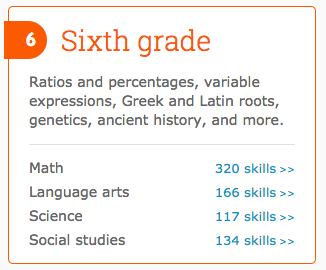 6 Sixth grade
Ratios and percentages, variable
expressions, Greek and Latin roots,
genetics, ancient history, and more.
Math 320 skills >>
Language arts 166 skills >>
Science 117 skills >>
Social studies 134 skills >>